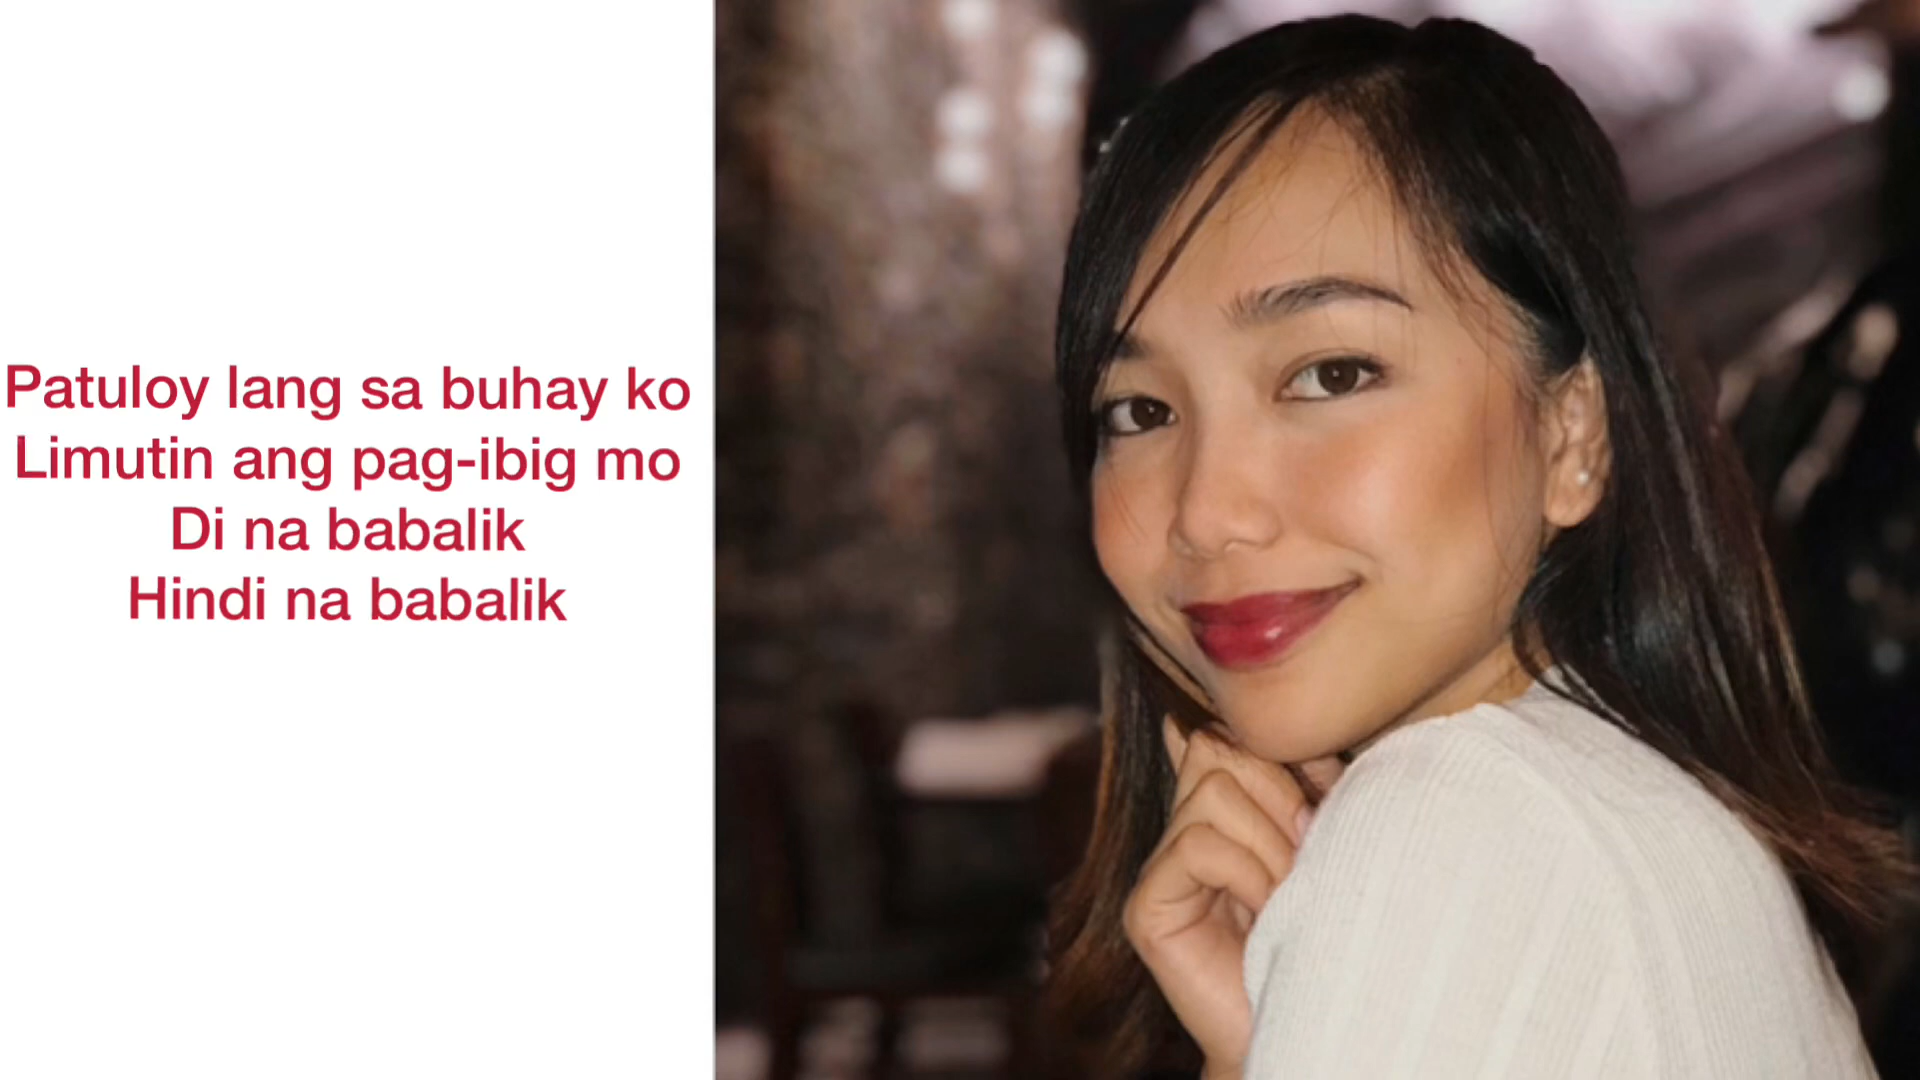 Patuloy lang sa buhay ko
Limutin ang pag-ibig mo
Di na babalik
Hindi na babalik